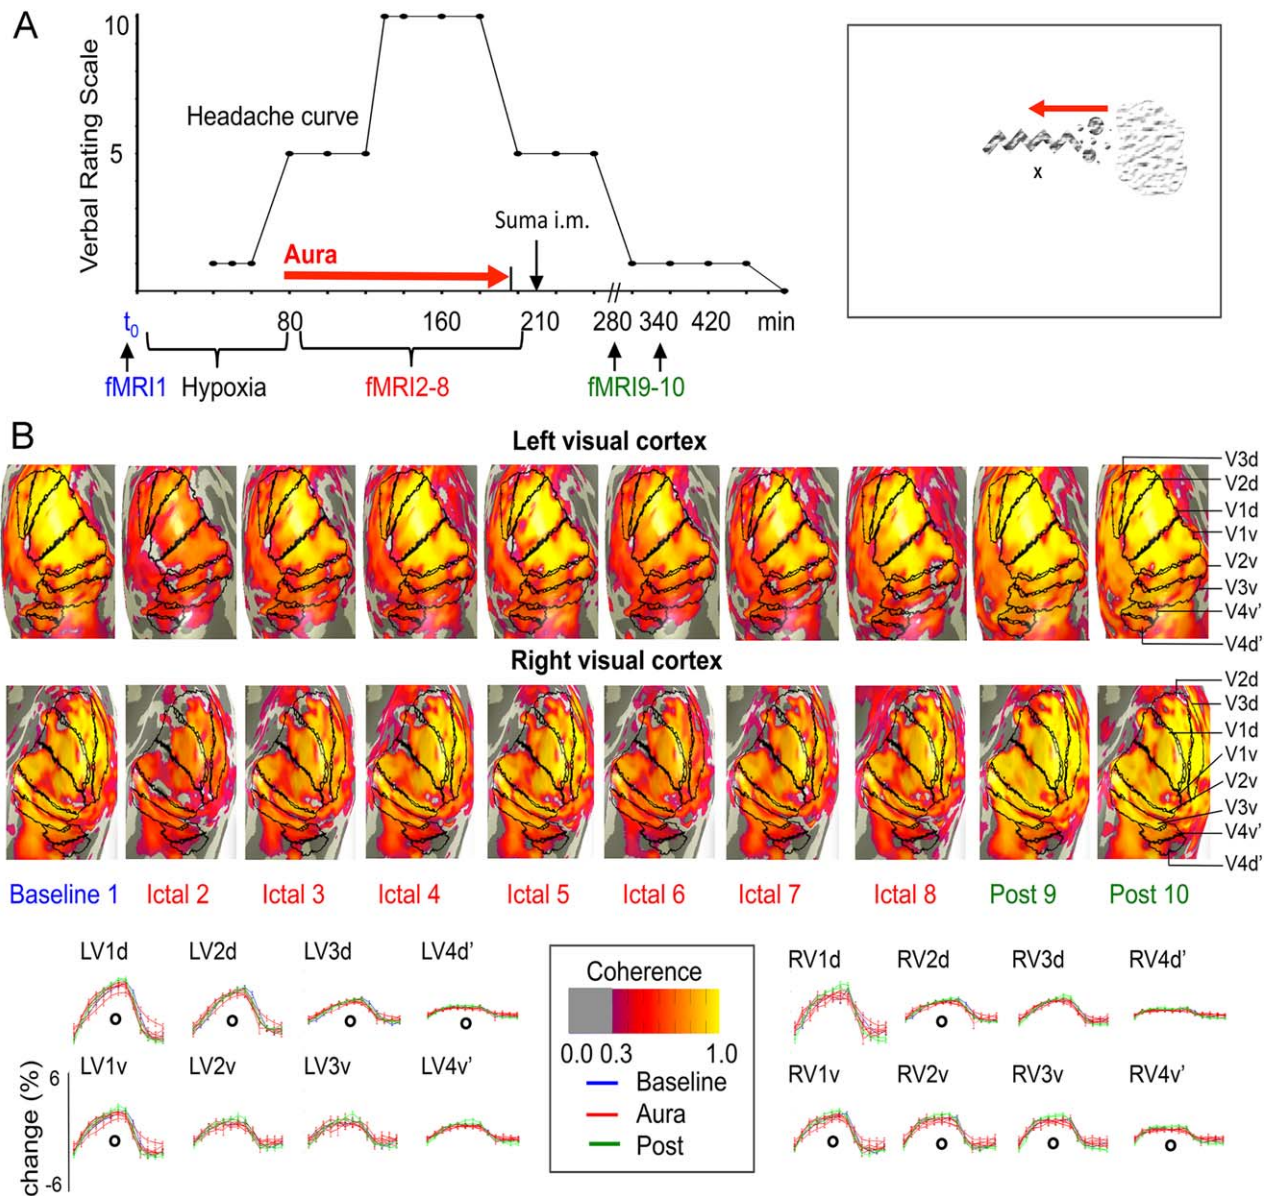 A
Verbal Rating Scale
10
5
Headache curve
Aura
Suma i.m.
x
t0 80 160 210 280 340 420 min
fMRI1 Hypoxia fMRI2-8 fMRI9-10
B
Left visual cortex
V3d
V2d
V1d
V1v
V2v
V3v
V4v'
V4d'
Right visual cortex
V2d
V3d
V1d
V1v
V2v
V3v
V4v'
V4d'
Baseline 1 Ictal 2 Ictal 3 Ictal 4 Ictal 5 Ictal 6 Ictal 7 Ictal 8 Post 9 Post 10
LV1d LV2d LV3d LV4d'
LV1v LV2v LV3v LV4v'
change (%)
6
-6
Coherence
0.0 0.3 1.0
Baseline
Aura
Post
RV1d RV2d RV3d RV4d'
RV1v RV2v RV3v RV4v'